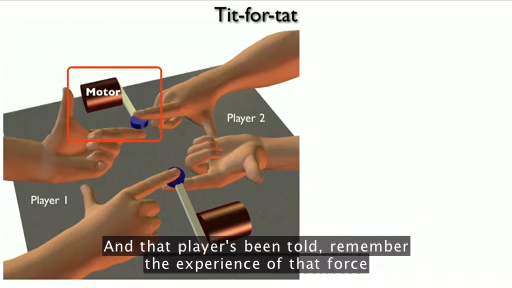 Tit-for-tat
Motor
Player 2
Player 1
And that player's been told, remember
the experience of that force